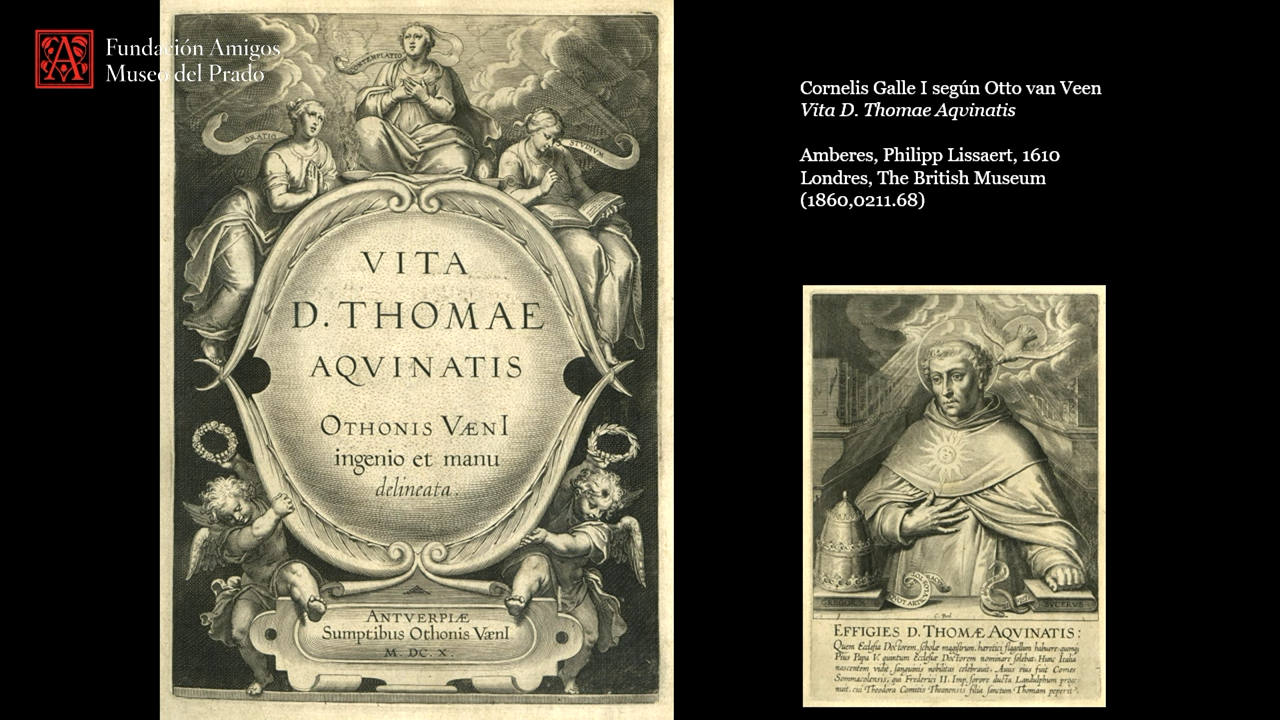 Fundación Amigos
Museo del Prado
CONTEMPLATIO
ORATIO
STVDIVM
VITA
D. THOMAE
AQVINATIS
OTHONIS VÆNI
ingenio et manu
delineata.
ANTVERPIÆ
Sumptibus Othonis VænI
M. DC. X.
Cornelis Galle I según Otto van Veen
Vita D. Thomae Aqvinatis
Amberes, Philipp Lissaert, 1610
Londres, The British Museum
(1860,0211.68)
EFFIGIES D. THOMÆ AQVINATIS:
Quem Ecclesiæ Doctorem, scholæ magistrum, hæretici flagellum habuere: quemq
Pius Papa V. quintum Ecclesiæ Doctorem nominare solebat. Hunc Italia
nascentem vidit, sanguinis nobilitas celebrauit. Auus eius fuit Comes
Sommacolensis, qui Frederici II. Imp. sorore ducta Landulphum proge
nuit, cui Theodora Comitis Theanensis filia sanctum Thomam peperit